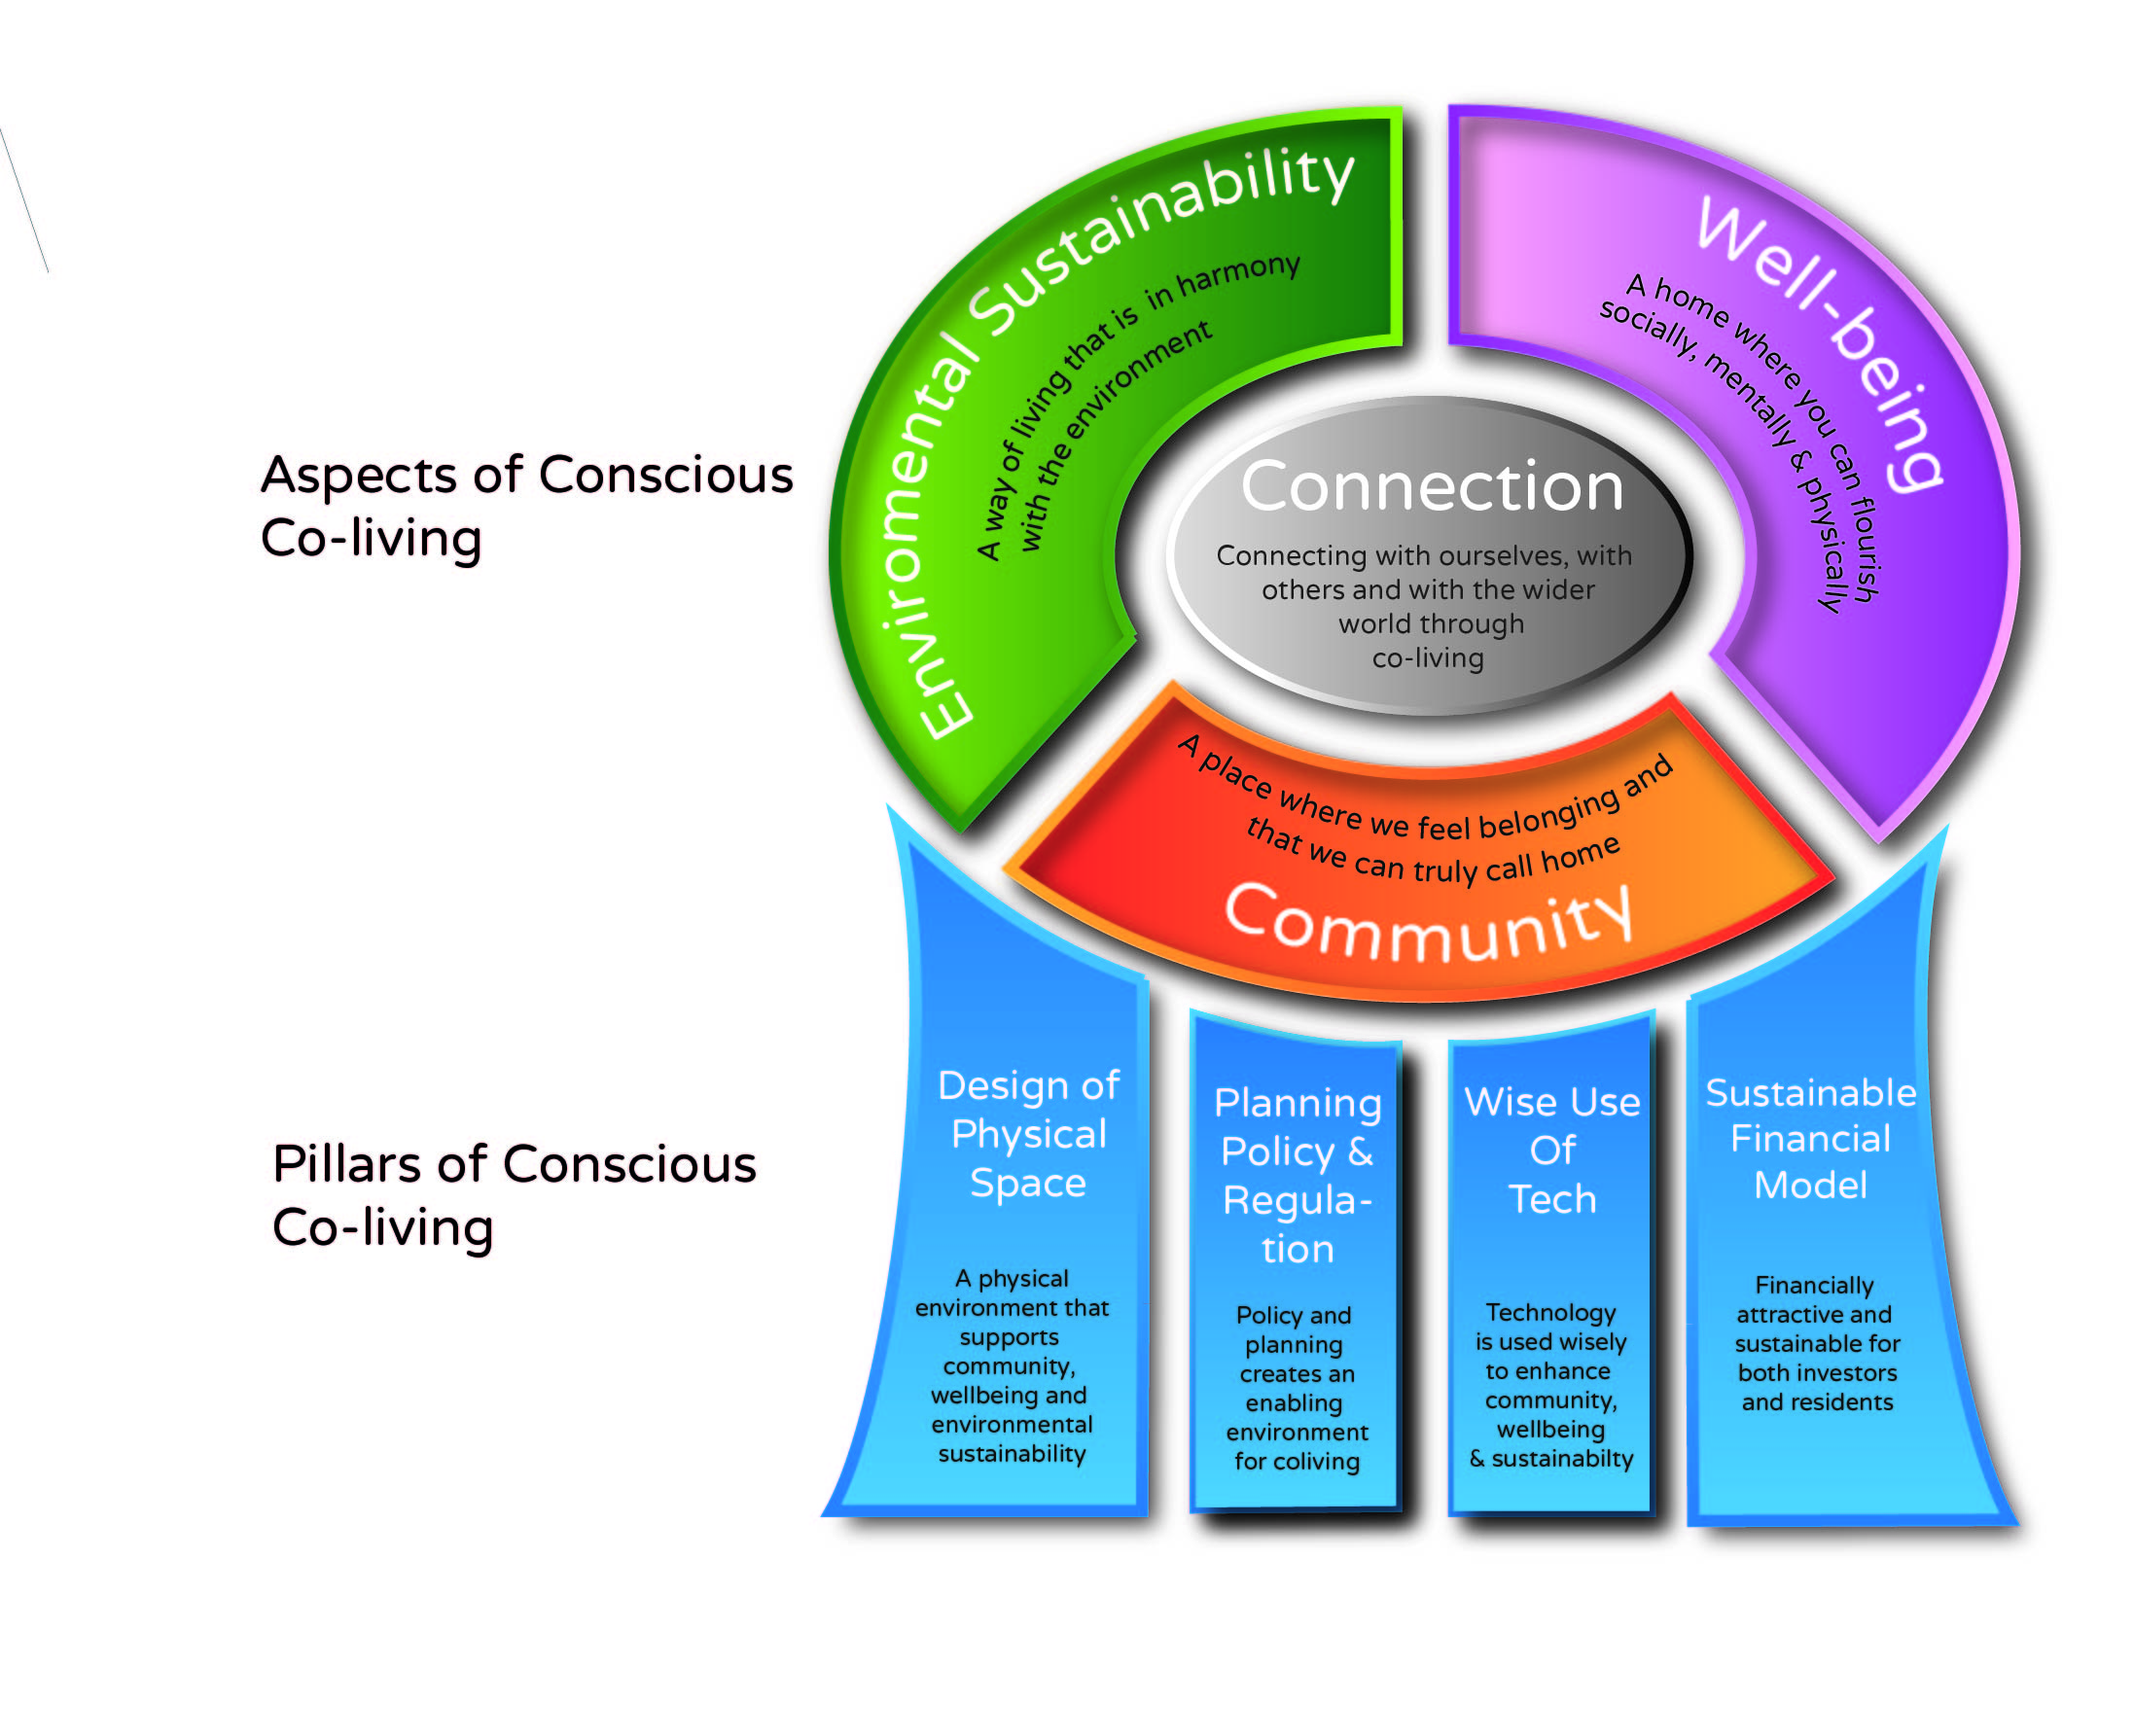 Enviromental Sustainability
A way of living that is in harmony
with the environment
Well-being
A home where you can flourish
socially, mentally & physically
Aspects of Conscious
Co-living
Connection
Connecting with ourselves, with
others and with the wider
world through
co-living
A place where we feel belonging and
that we can truly call home
Community
Pillars of Conscious
Co-living
Design of
Physical
Space
A physical
environment that
supports
community,
wellbeing and
environmental
sustainability
Planning
Policy &
Regula-
tion
Policy and
planning
creates an
enabling
environment
for coliving
Wise Use
Of
Tech
Technology
is used wisely
to enhance
community,
wellbeing
& sustainabilty
Sustainable
Financial
Model
Financially
attractive and
sustainable for
both investors
and residents